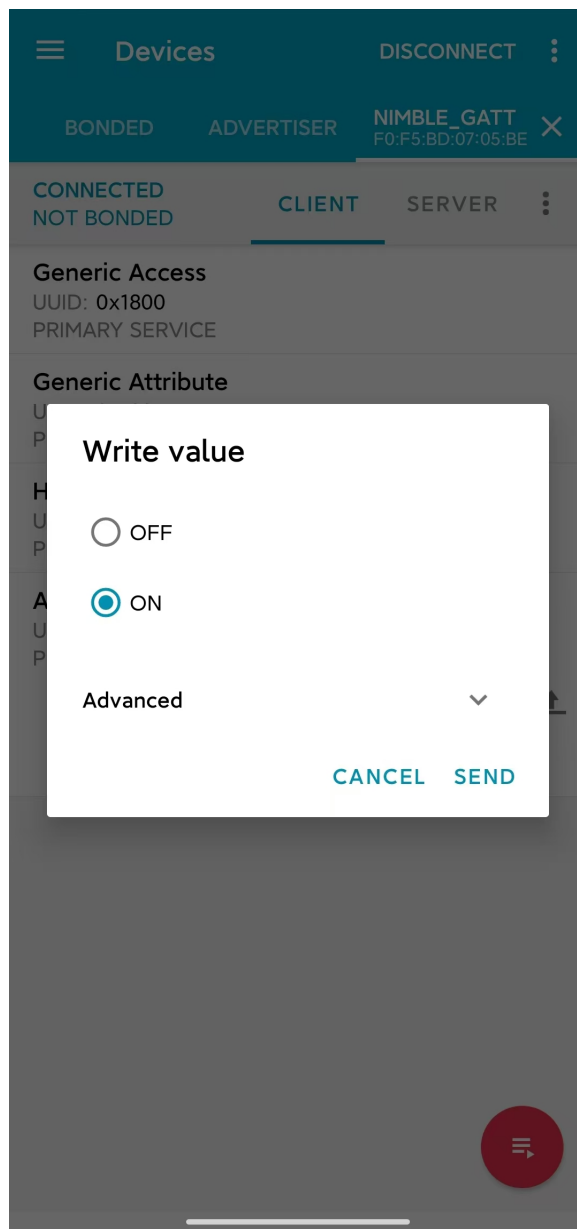 Devices
DISCONNECT
BONDED
ADVERTISER
NIMBLE_GATT
F0:F5:BD:07:05:BE
CONNECTED
NOT BONDED
CLIENT
SERVER
Generic Access
UUID: 0x1800
PRIMARY SERVICE
Generic Attribute
U
P
H
U
P
A
U
P
Write value
OFF
ON
Advanced
CANCEL
SEND